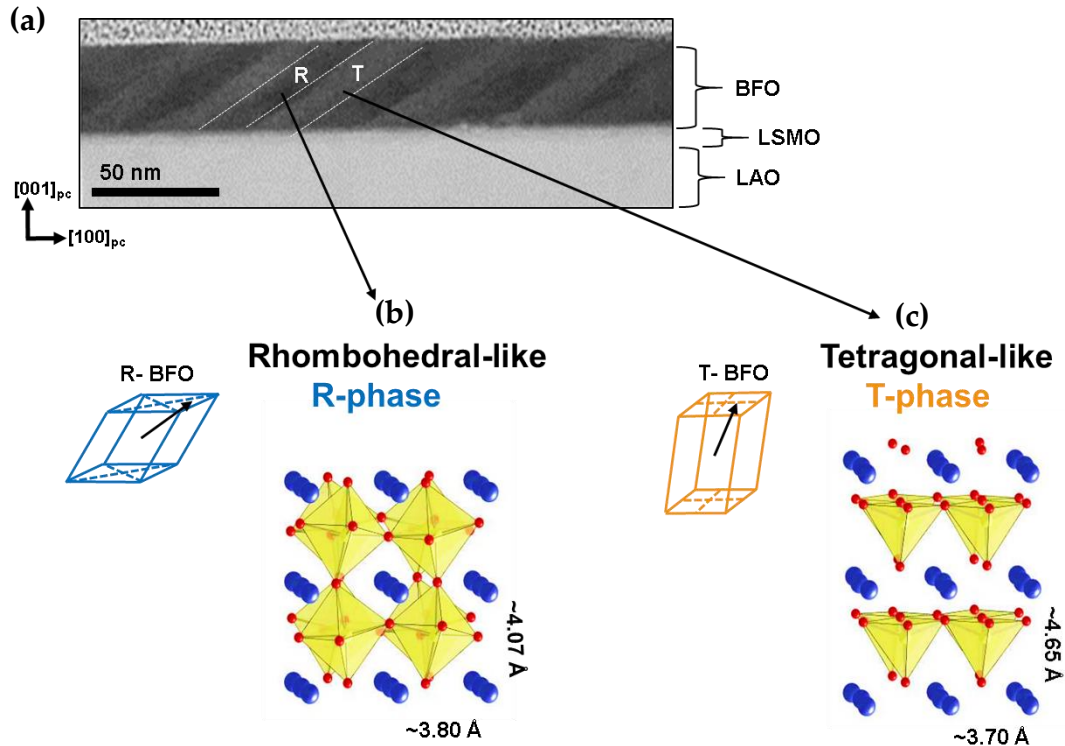 (a)
R
T
BFO
LSMO
LAO
50 nm
[001]pc
[100]pc
(b)
(c)
Rhombohedral-like
R-phase
Tetragonal-like
T-phase
R- BFO
T- BFO
~4.07 Å
~3.80 Å
~4.65 Å
~3.70 Å